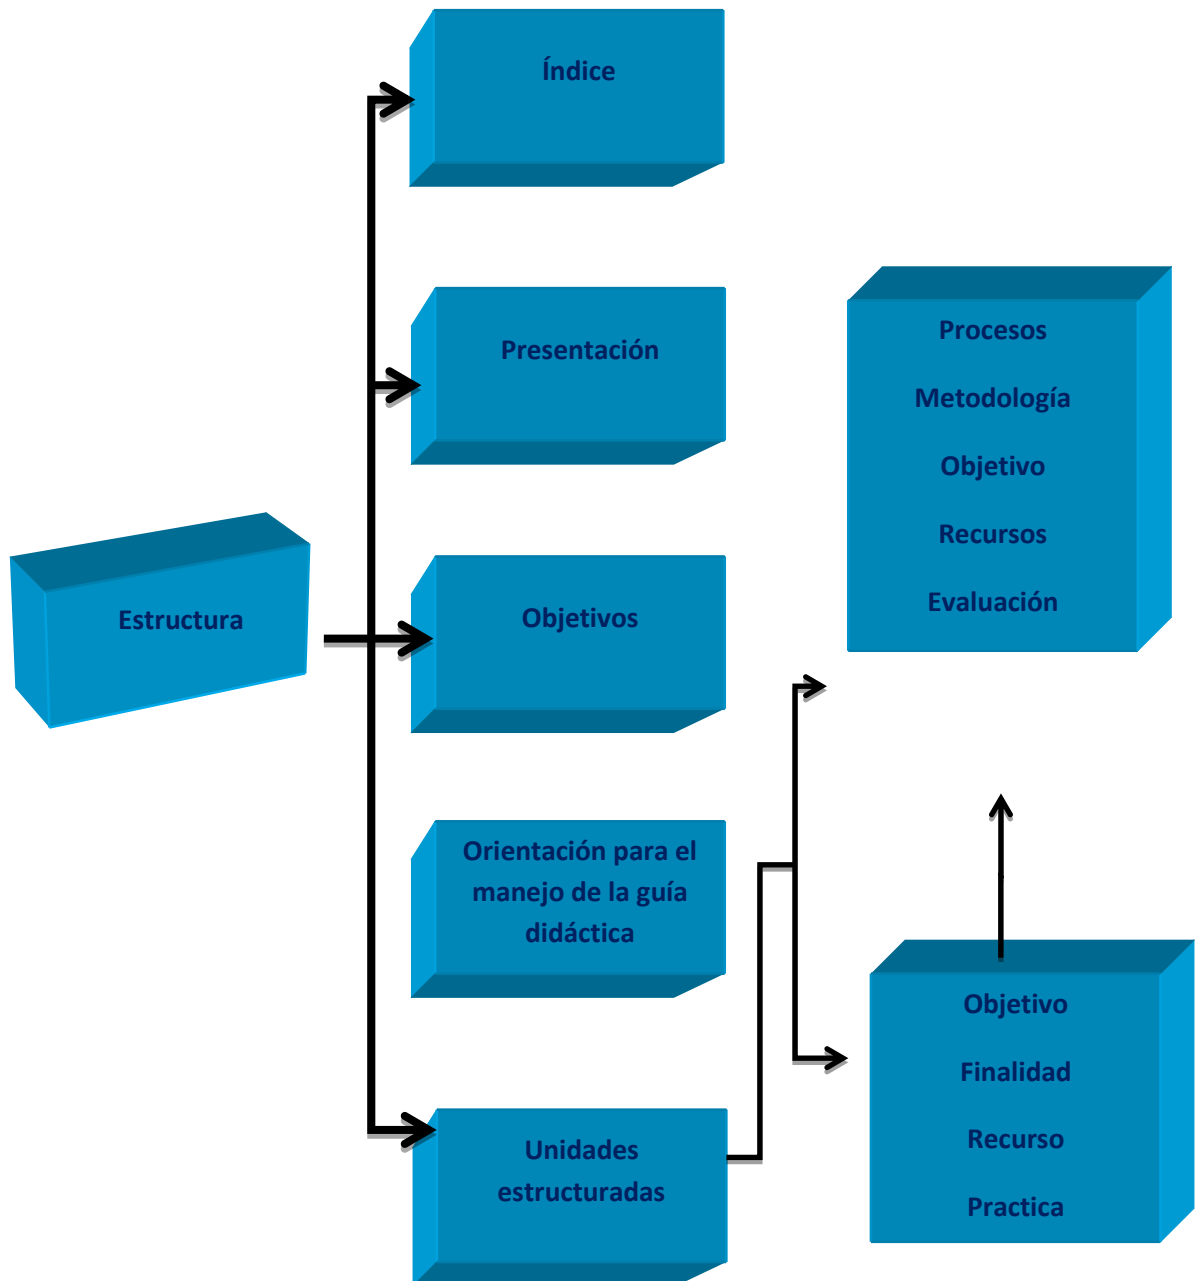 Estructura
Índice
Presentación
Objetivos
Orientación para el
manejo de la guía
didáctica
Unidades
estructuradas
Procesos
Metodología
Objetivo
Recursos
Evaluación
Objetivo
Finalidad
Recurso
Practica